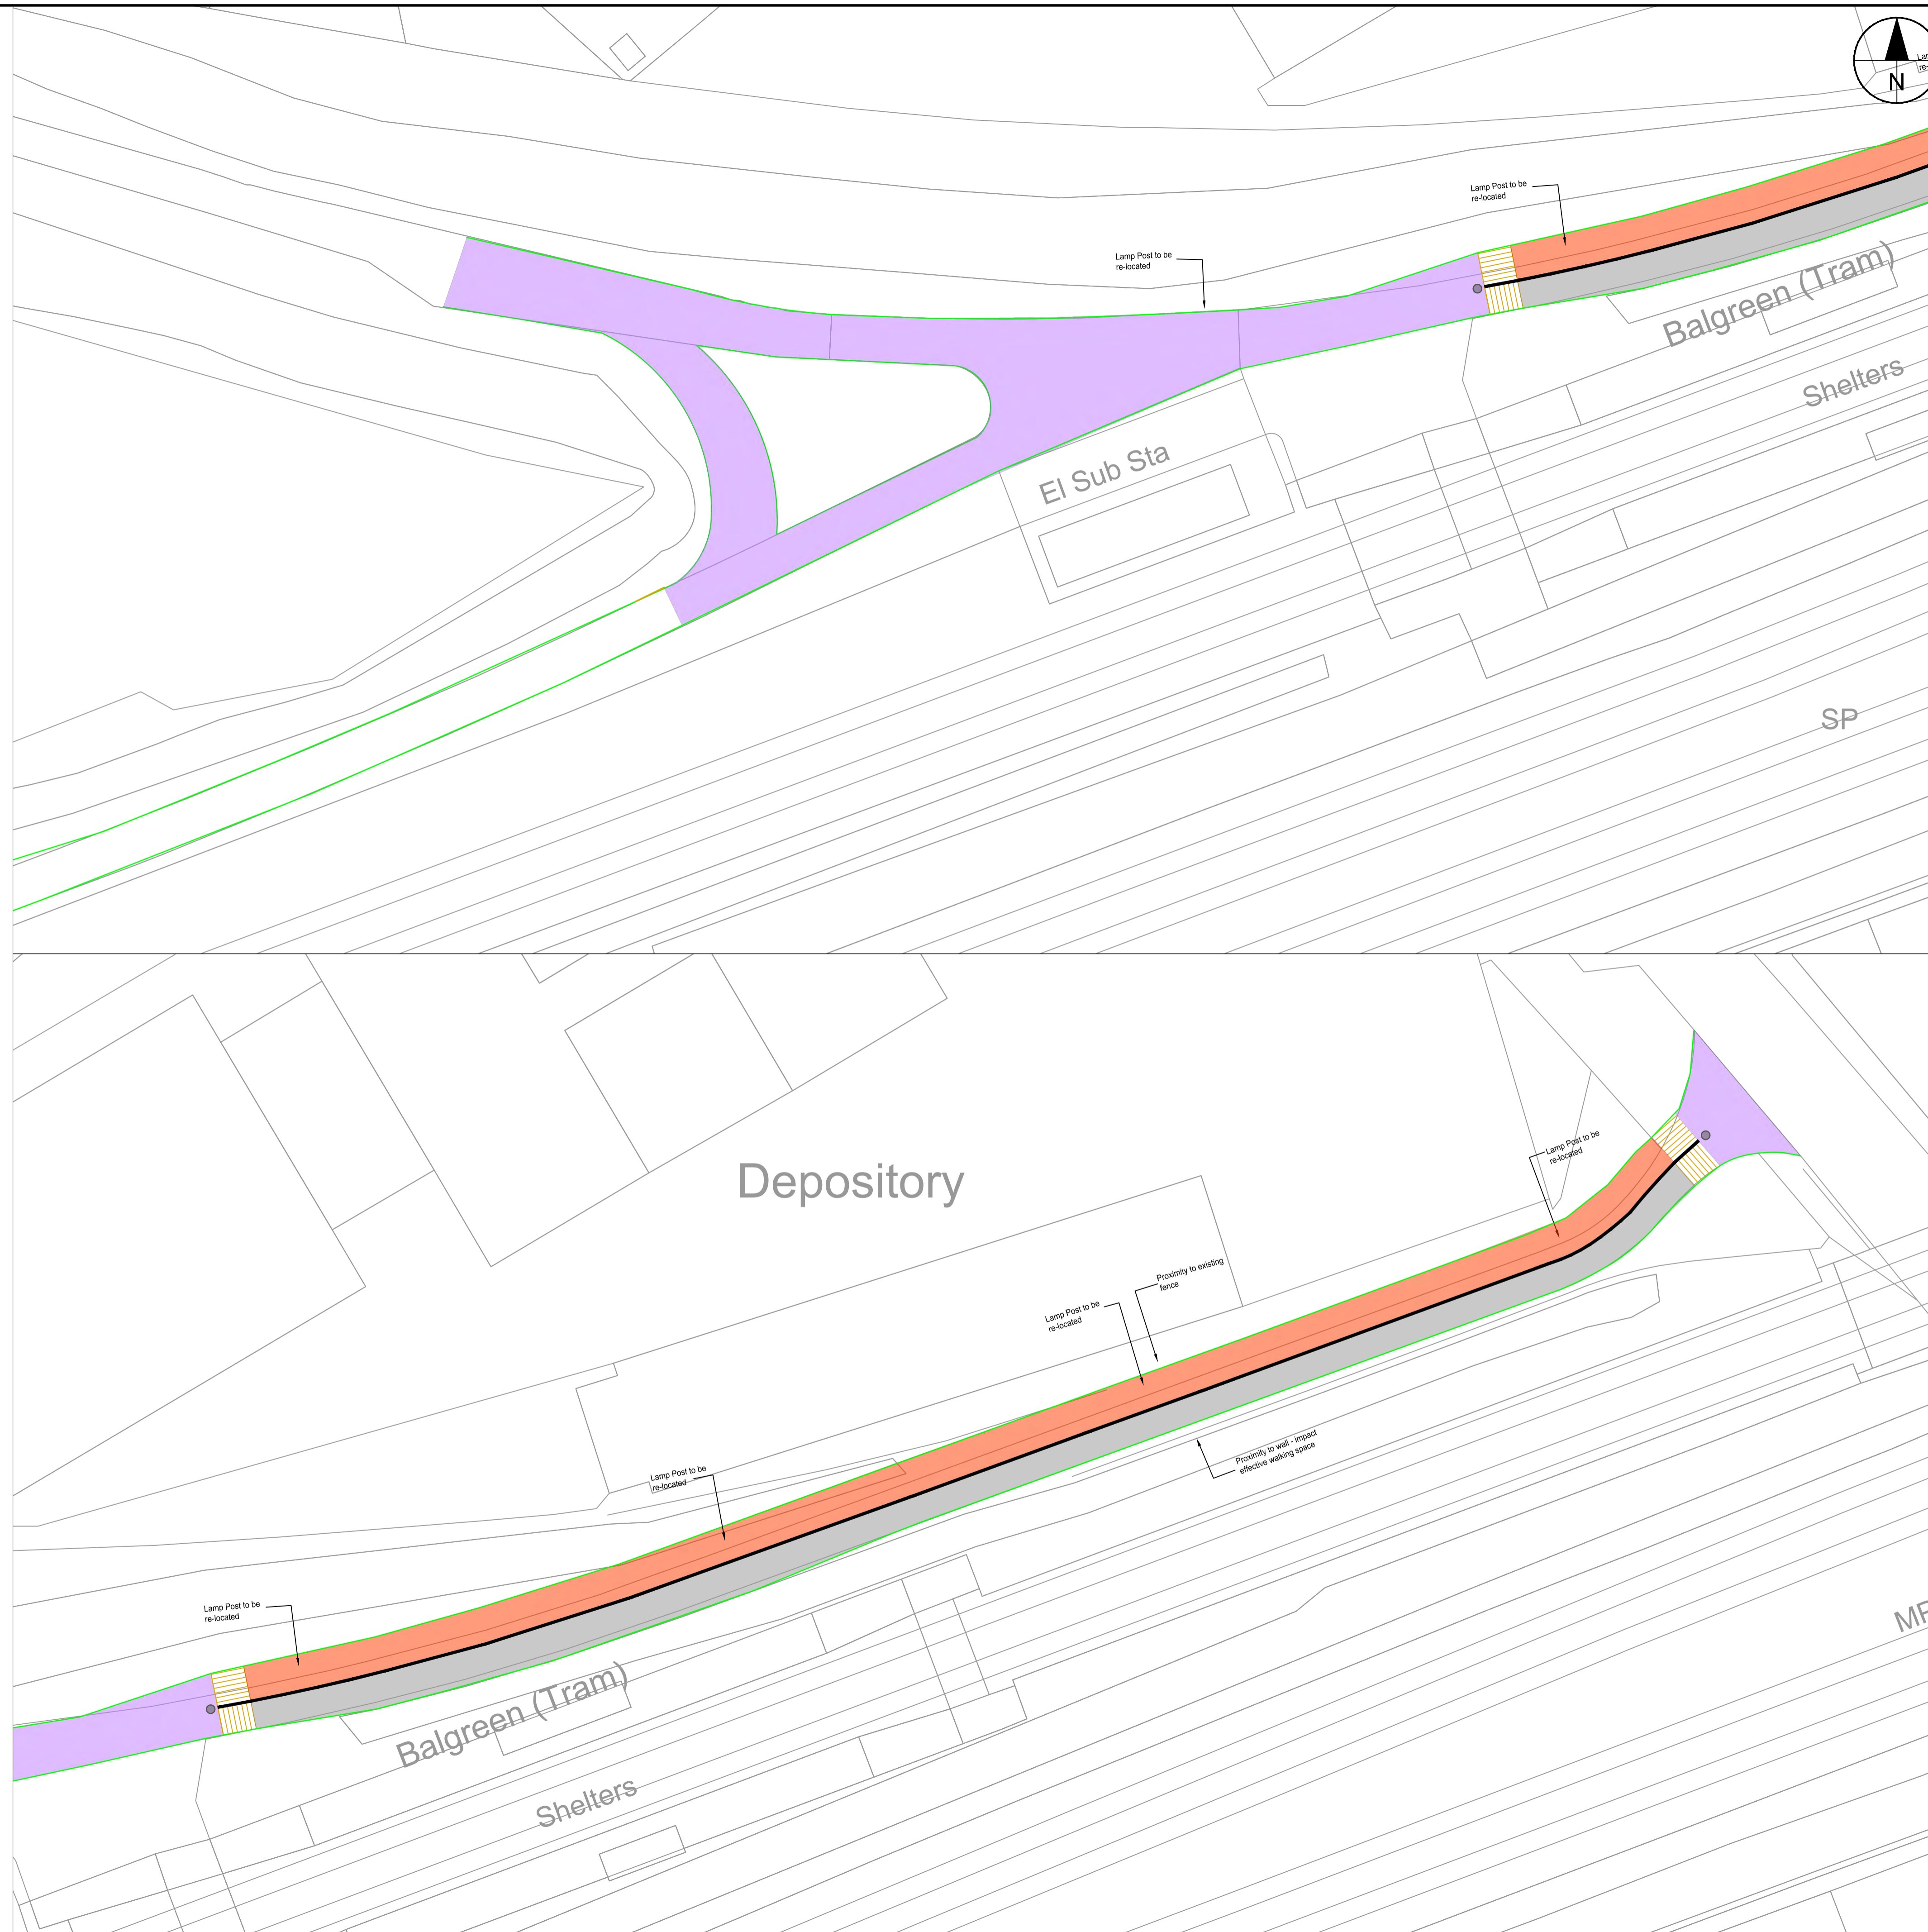 N
Lamp Post to be
re-located
Lamp Post to be
re-located
Balgreen (Tram)
Shelters
El Sub Sta
SP
Lamp Post to be
re-located
Depository
Proximity to existing
fence
Lamp Post to be
re-located
Proximity to wall - impact
effective walking space
Lamp Post to be
re-located
Lamp Post to be
re-located
Balgreen (Tram)
Shelters